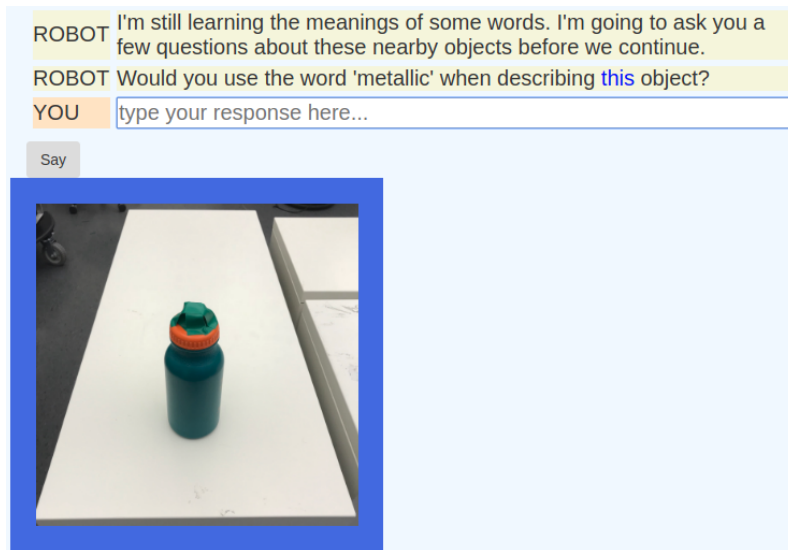 ROBOT I'm still learning the meanings of some words. I'm going to ask you a
few questions about these nearby objects before we continue.
ROBOT Would you use the word 'metallic' when describing this object?
YOU type your response here...
Say